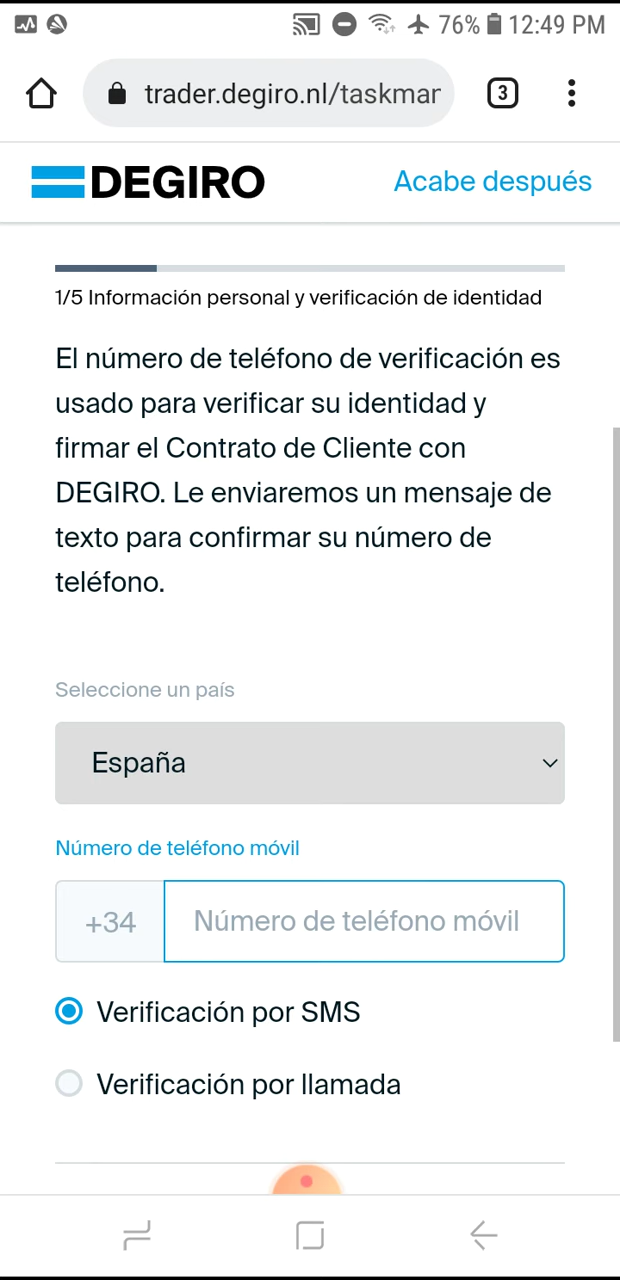 76% 12:49 PM
trader.degiro.nl/taskmar
3
DEGIRO
Acabe después
1/5 Información personal y verificación de identidad
El número de teléfono de verificación es
usado para verificar su identidad y
firmar el Contrato de Cliente con
DEGIRO. Le enviaremos un mensaje de
texto para confirmar su número de
teléfono.
Seleccione un país
España
Número de teléfono móvil
+34 Número de teléfono móvil
Verificación por SMS
Verificación por llamada